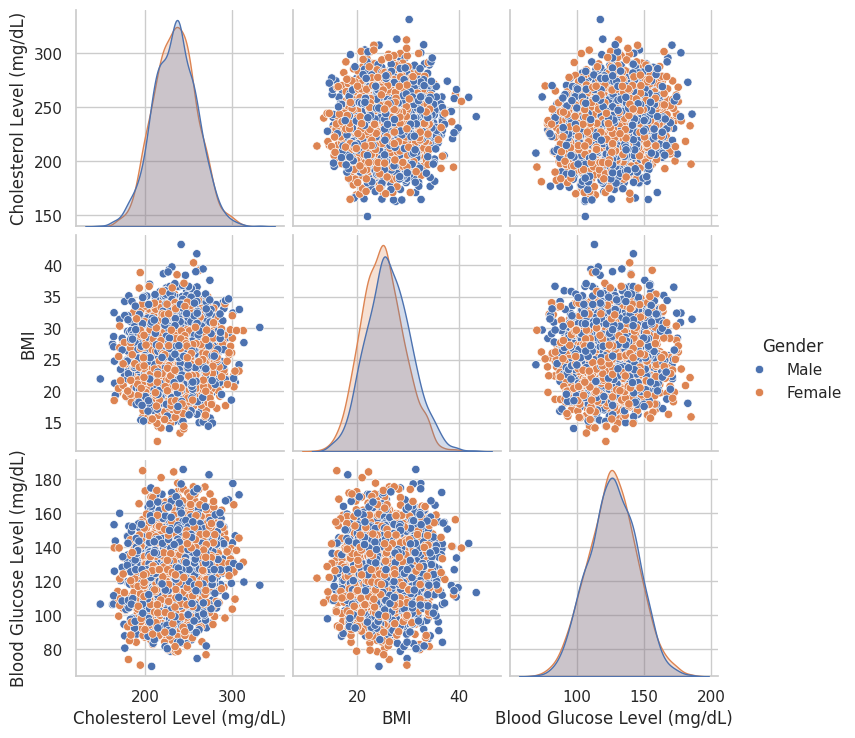 Cholesterol Level (mg/dL)
300
250
200
150
BMI
40
35
30
25
20
15
Gender
Male
Female
Blood Glucose Level (mg/dL)
180
160
140
120
100
80
200
300
20
40
100
150
200
Cholesterol Level (mg/dL)
BMI
Blood Glucose Level (mg/dL)